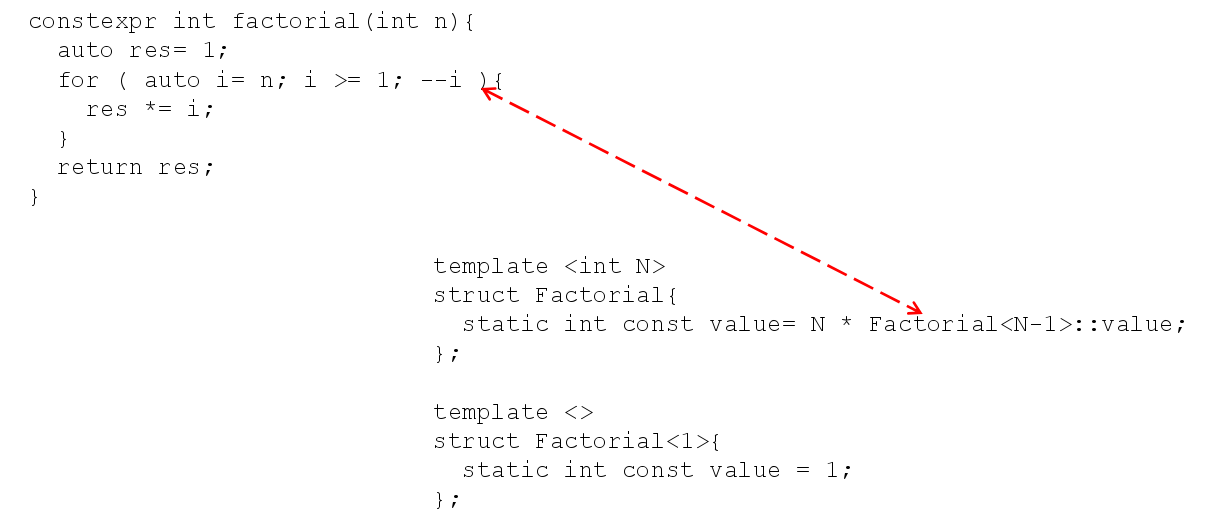 constexpr int factorial(int n){
  auto res= 1;
  for ( auto i= n; i >= 1; --i ){
    res *= i;
  }
  return res;
}
template <int N>
struct Factorial{
  static int const value= N * Factorial<N-1>::value;
};
template <>
struct Factorial<1>{
  static int const value = 1;
};